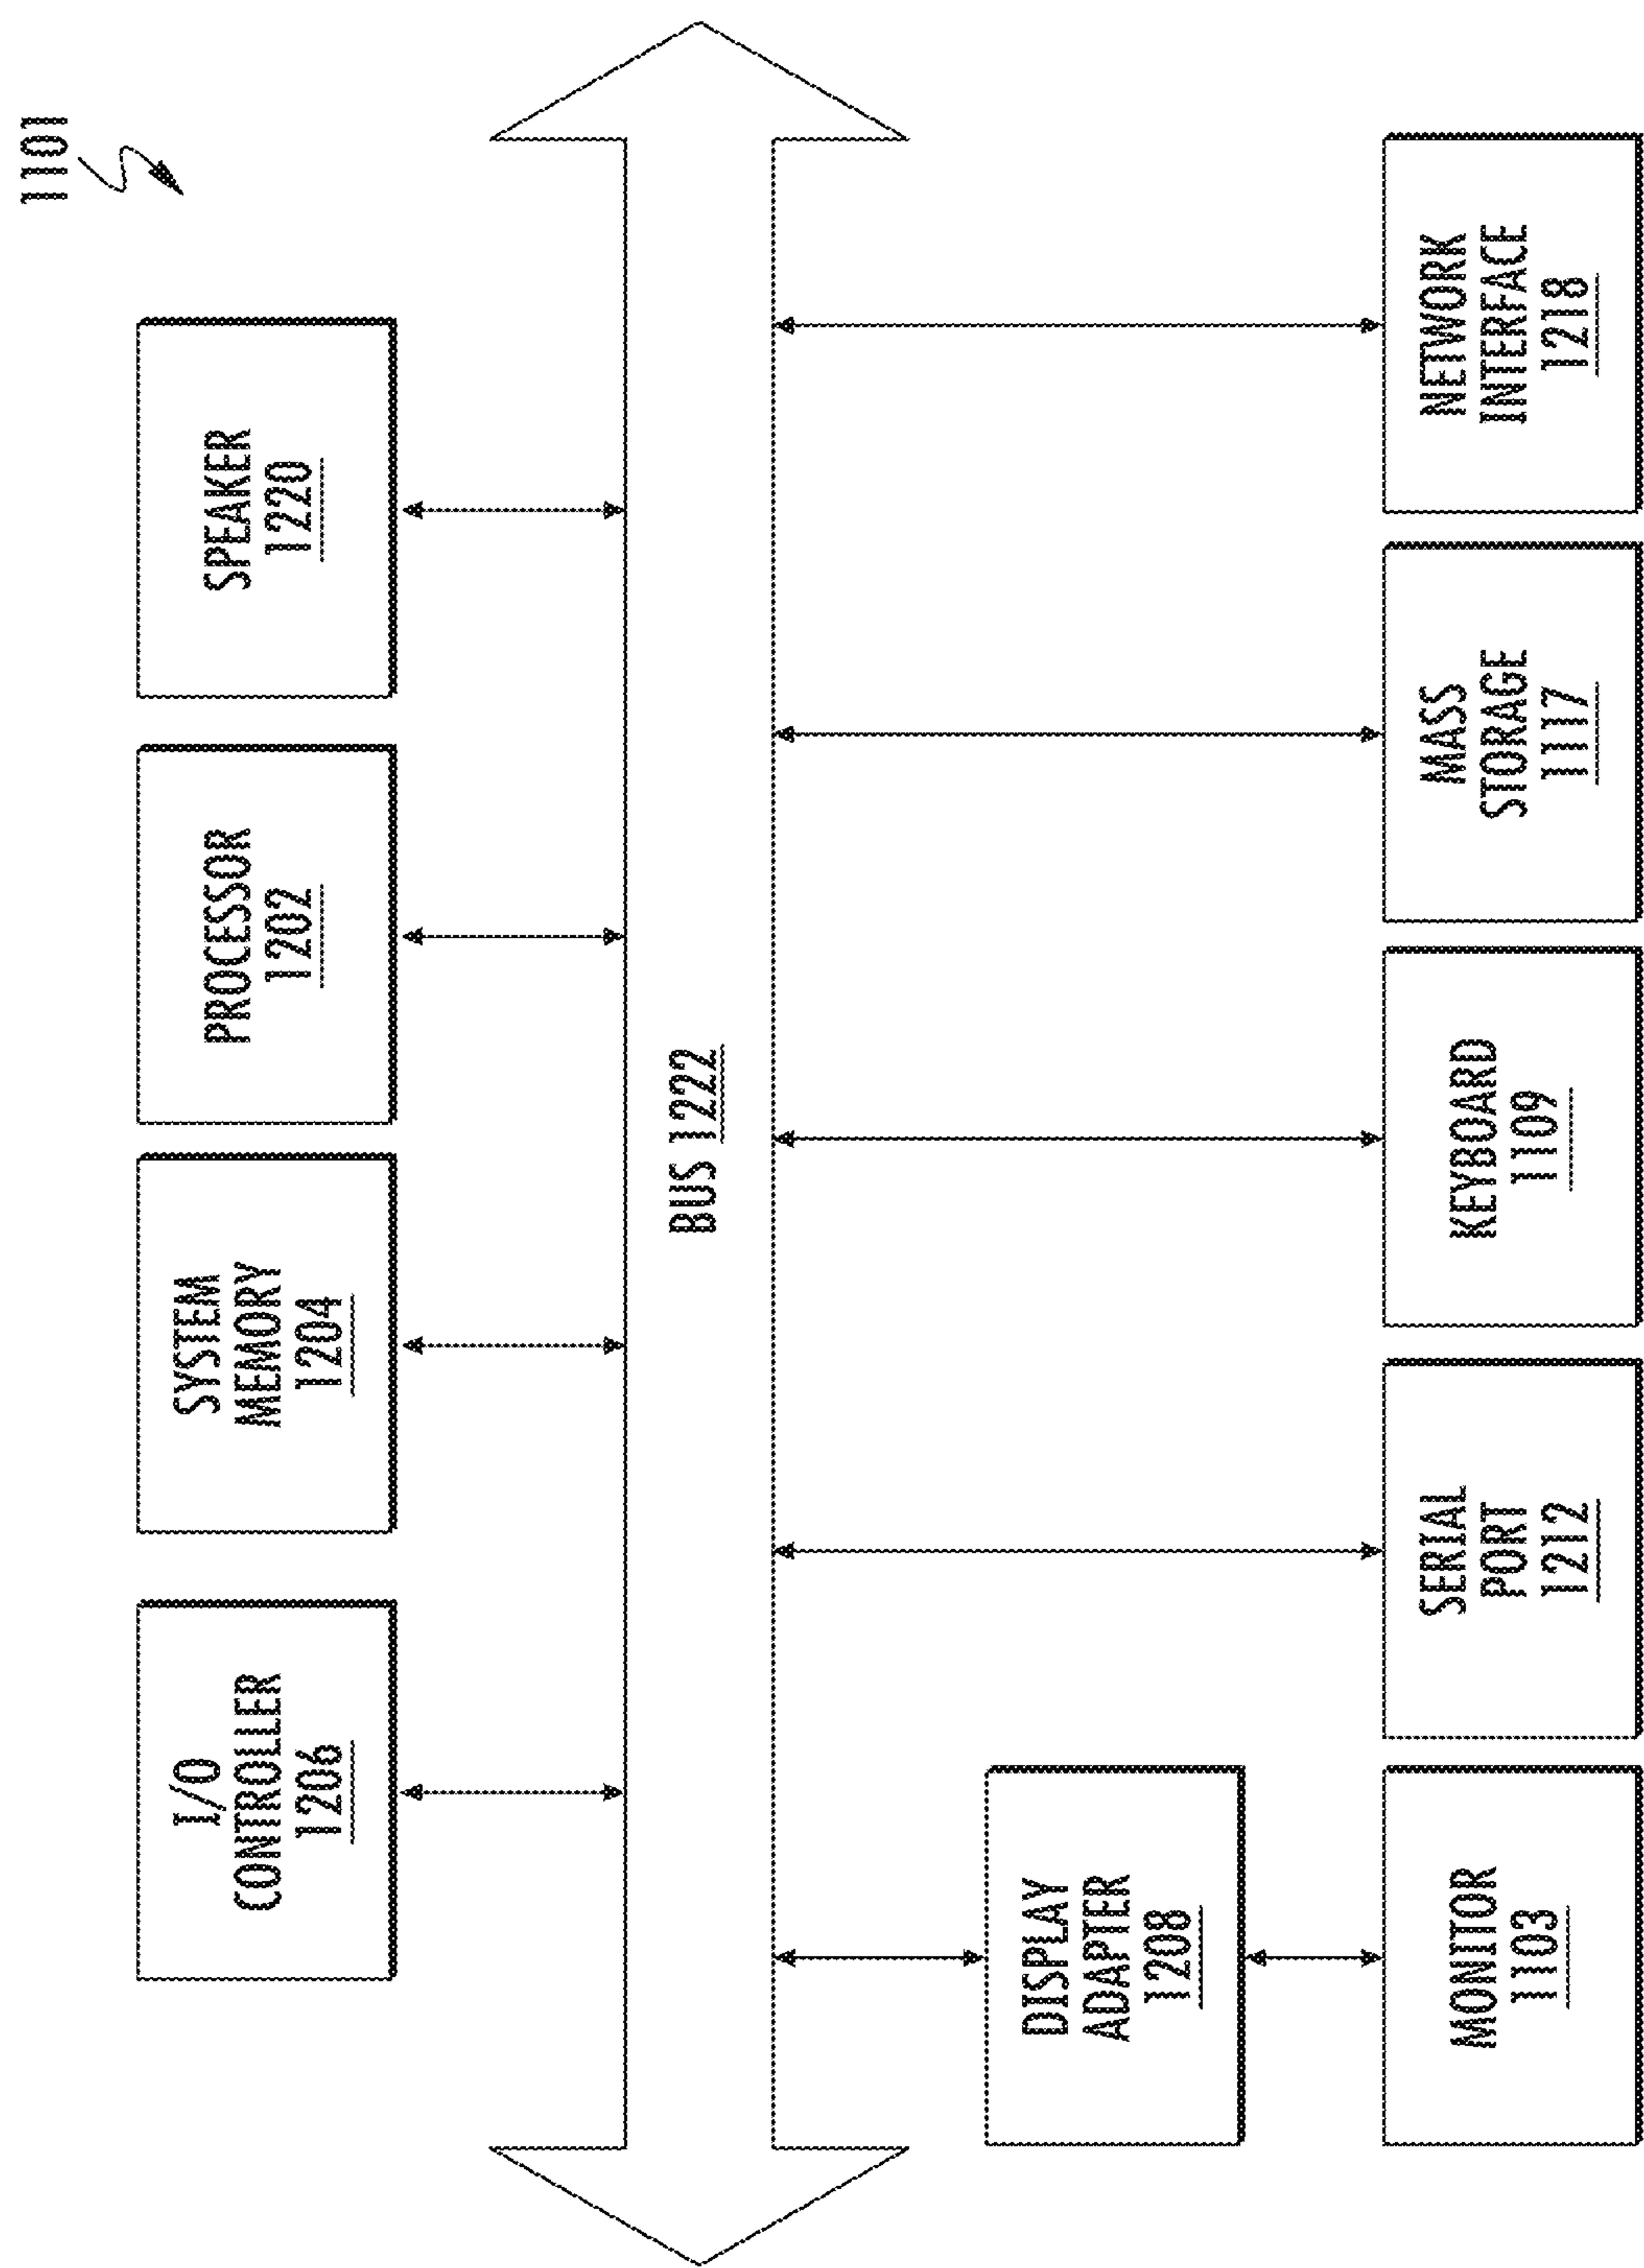 1101
I/O
CONTROLLER
1206
SYSTEM
MEMORY
1204
PROCESSOR
1202
SPEAKER
1220
BUS 1222
DISPLAY
ADAPTER
1208
MONITOR
1103
SERIAL
PORT
1212
KEYBOARD
1109
MASS
STORAGE
1117
NETWORK
INTERFACE
1218